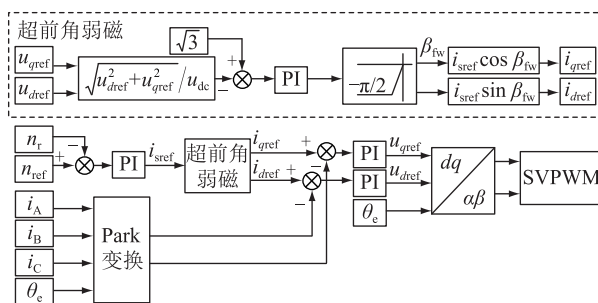 超前角弱磁
u_qref
u_dref
√(u²_dref+u²_qref)/u_dc
√3
+
−
PI
−π/2
β_fw
i_sref cos β_fw
i_sref sin β_fw
i_qref
i_dref
n_r
n_ref
−
+
PI
i_sref
超前角
弱磁
i_qref
i_dref
+
−
+
−
PI
PI
u_qref
u_dref
θ_e
dq
αβ
SVPWM
i_A
i_B
i_C
θ_e
Park
变换